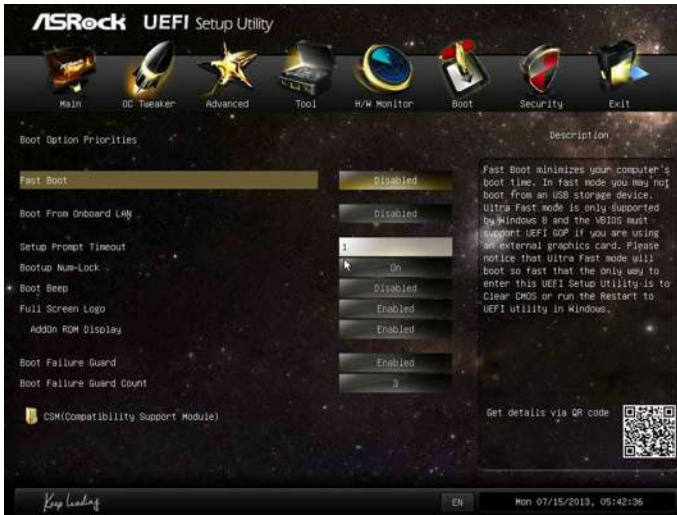 ASRock UEFI Setup Utility
Main OC Tweaker Advanced Tool H/W Monitor Boot Security Exit
Boot Option Priorities
Fast Boot Disabled
Boot From Onboard LAN Disabled
Setup Prompt Timeout 1
Bootup Num-Lock On
Boot Beep Disabled
Full Screen Logo Enabled
AddOn ROM Display Enabled
Boot Failure Guard Enabled
Boot Failure Guard Count 3
CSM(Compatibility Support Module)
Description
Fast Boot minimizes your computer's
boot time. In fast mode you may not
boot from an USB storage device.
Ultra Fast mode is only supported
by Windows 8 and the VBIOS must
support UEFI GOP if you are using
an external graphics card. Please
notice that Ultra Fast mode will
boot so fast that the only way to
enter this UEFI Setup Utility is to
Clear CMOS or run the Restart to
UEFI utility in Windows.
Get details via QR code
Keep Leading
EN
Mon 07/15/2013, 05:42:36